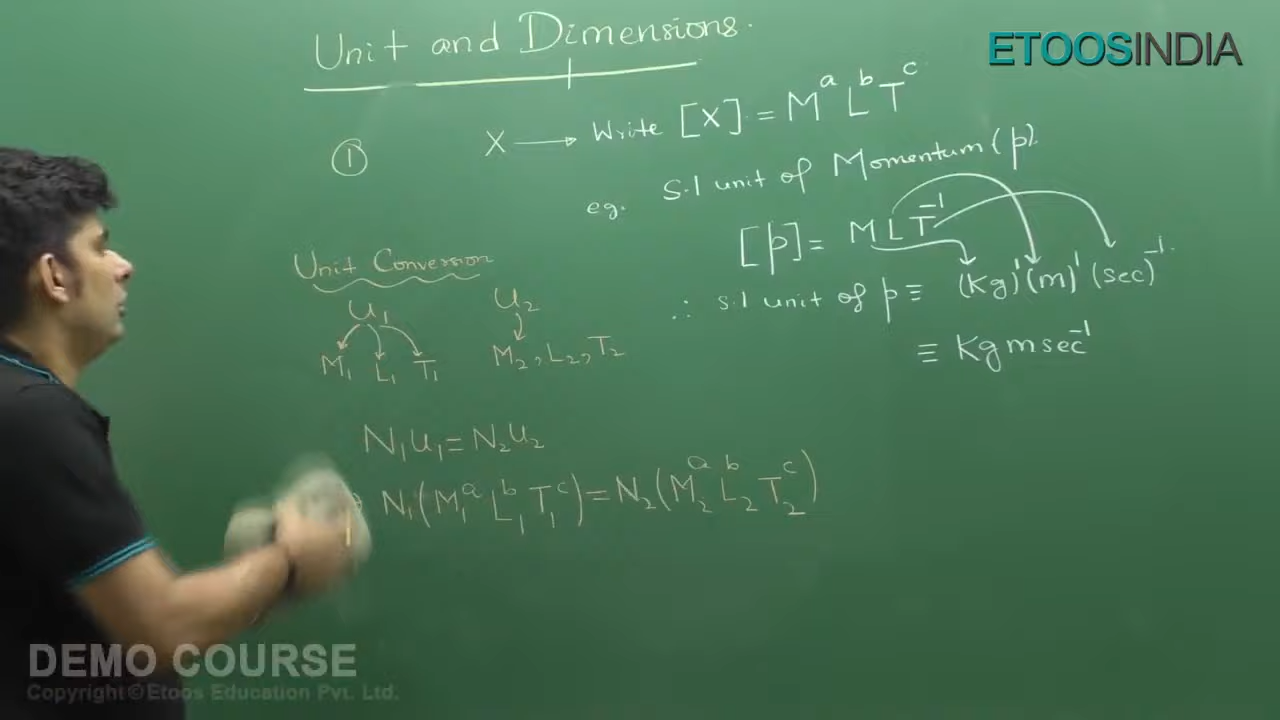 Unit and Dimensions.
ETOOSINDIA
① X → Write [X] = M^a L^b T^c
eg. S.I unit of Momentum (p).
[p] = M L T^-1
∴ S.I unit of p ≡ (Kg)^1 (m)^1 (sec)^-1.
≡ Kg m sec^-1
Unit Conversion
U₁ U₂
M₁ L₁ T₁ M₂, L₂, T₂
N₁U₁ = N₂U₂
N₁(M₁^a L₁^b T₁^c) = N₂(M₂^a L₂^b T₂^c)
DEMO COURSE
Copyright © Etoos Education Pvt. Ltd.